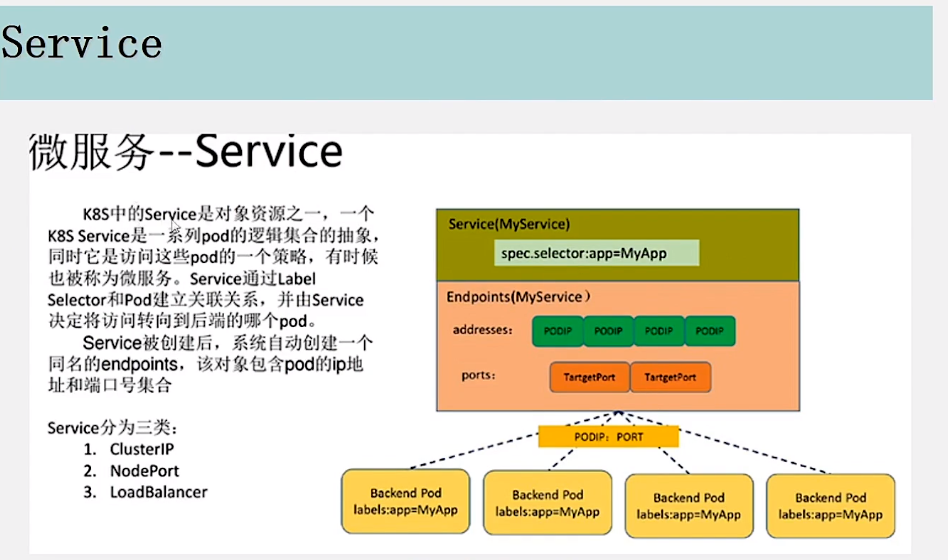 Service
微服务--Service
K8S中的Service是对象资源之一，一个
K8S Service是一系列pod的逻辑集合的抽象，
同时它是访问这些pod的一个策略，有时候
也被称为微服务。Service通过Label
Selector和Pod建立关联关系，并由Service
决定将访问转向到后端的哪个pod。
Service被创建后，系统自动创建一个
同名的endpoints，该对象包含pod的ip地
址和端口号集合
Service分为三类：
1. ClusterIP
2. NodePort
3. LoadBalancer
Service(MyService)
spec.selector:app=MyApp
Endpoints(MyService）
addresses: PODIP PODIP PODIP PODIP
ports: TartgetPort TartgetPort
PODIP：PORT
Backend Pod
labels:app=MyApp
Backend Pod
labels:app=MyApp
Backend Pod
labels:app=MyApp
Backend Pod
labels:app=MyApp